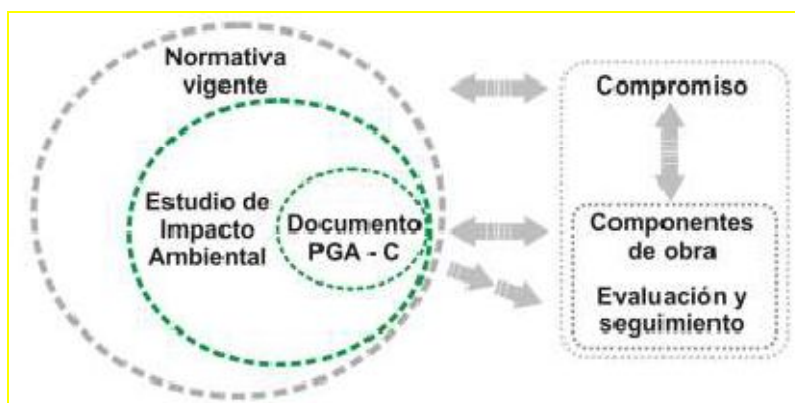 Normativa
vigente
Estudio de
Impacto
Ambiental
Documento
PGA - C
Compromiso
Componentes
de obra
Evaluación y
seguimiento